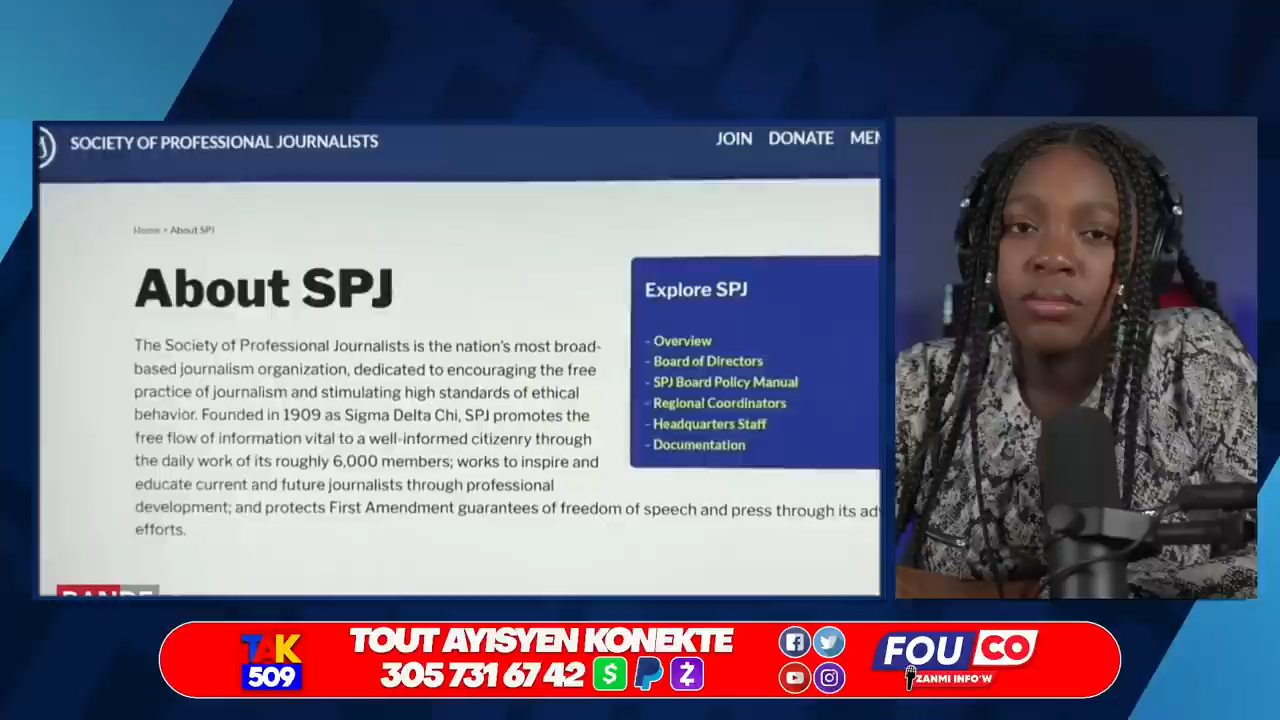 SOCIETY OF PROFESSIONAL JOURNALISTS
JOIN DONATE
Home • About SPJ
About SPJ
The Society of Professional Journalists is the nation's most broad-
based journalism organization, dedicated to encouraging the free
practice of journalism and stimulating high standards of ethical
behavior. Founded in 1909 as Sigma Delta Chi, SPJ promotes the
free flow of information vital to a well-informed citizenry through
the daily work of its roughly 6,000 members; works to inspire and
educate current and future journalists through professional
development; and protects First Amendment guarantees of freedom of speech and press through its
efforts.
Explore SPJ
- Overview
- Board of Directors
- SPJ Board Policy Manual
- Regional Coordinators
- Headquarters Staff
- Documentation
TAK
509
TOUT AYISYEN KONEKTE
305 731 67 42
FOUCO
ZANMI INFO'W